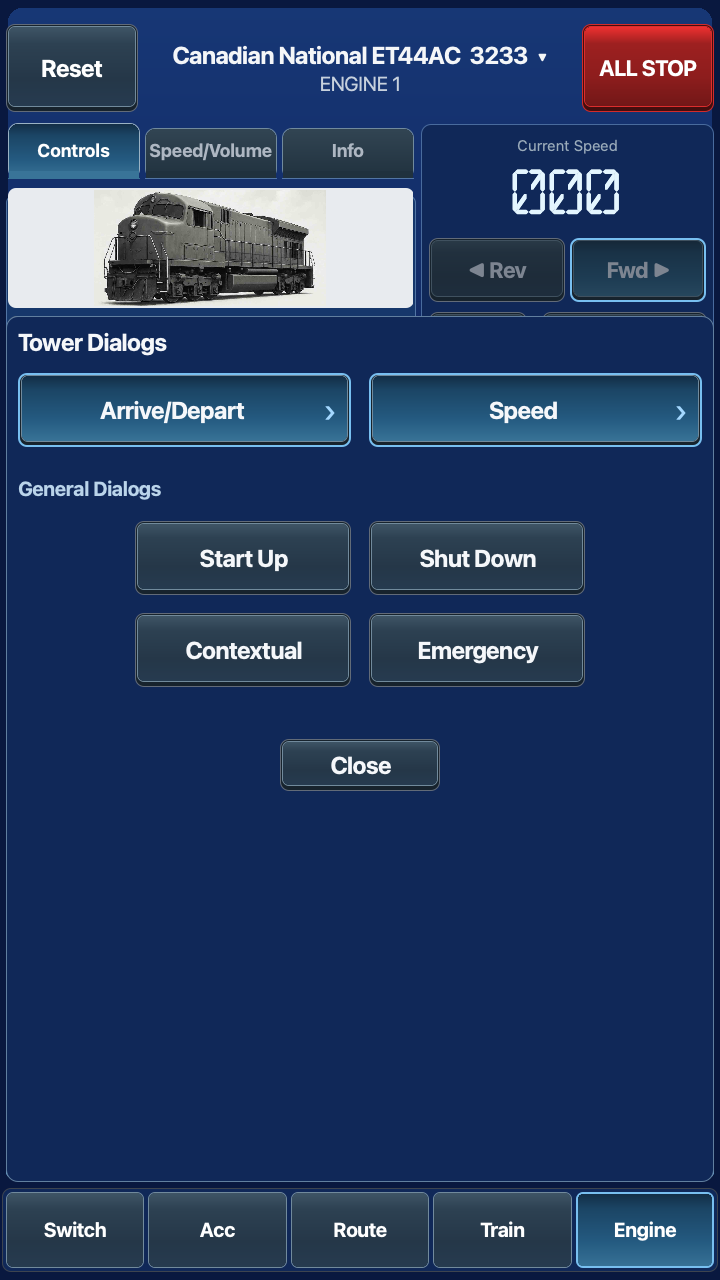 Reset
Canadian National ET44AC 3233 ▼
ENGINE 1
ALL STOP
Controls
Speed/Volume
Info
Current Speed
000
◀ Rev
Fwd ▶
Tower Dialogs
Arrive/Depart ›
Speed ›
General Dialogs
Start Up
Shut Down
Contextual
Emergency
Close
Switch
Acc
Route
Train
Engine